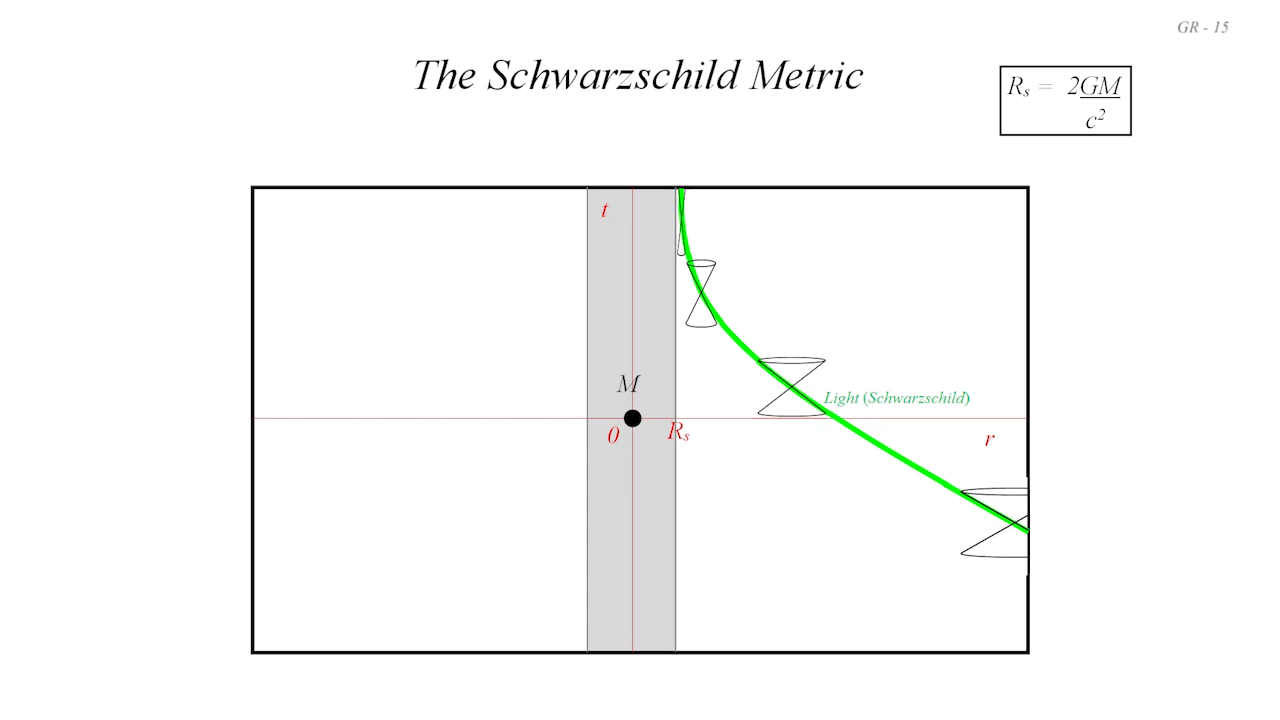 GR - 15
The Schwarzschild Metric
Rs = 2GM
c²
t
M
Light (Schwarzschild)
0
Rs
r